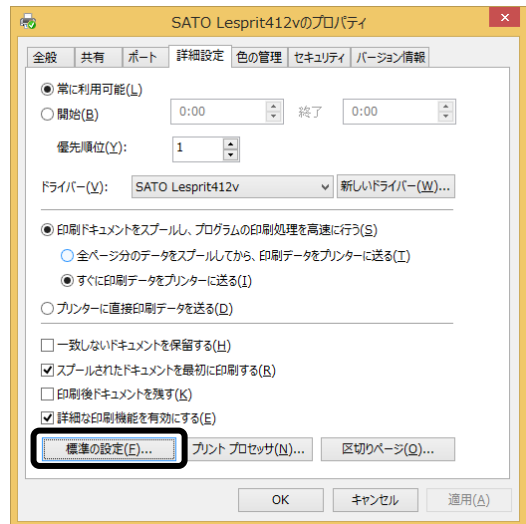 SATO Lesprit412vのプロパティ
全般 共有 ポート 詳細設定 色の管理 セキュリティ バージョン情報
常に利用可能(L)
開始(B) 0:00 終了 0:00
優先順位(Y): 1
ドライバー(V): SATO Lesprit412v 新しいドライバー(W)...
印刷ドキュメントをスプールし、プログラムの印刷処理を高速に行う(S)
全ページ分のデータをスプールしてから、印刷データをプリンターに送る(T)
すぐに印刷データをプリンターに送る(I)
プリンターに直接印刷データを送る(D)
一致しないドキュメントを保留する(H)
スプールされたドキュメントを最初に印刷する(R)
印刷後ドキュメントを残す(K)
詳細な印刷機能を有効にする(E)
標準の設定(F)... プリント プロセッサ(N)... 区切りページ(O)...
OK キャンセル 適用(A)